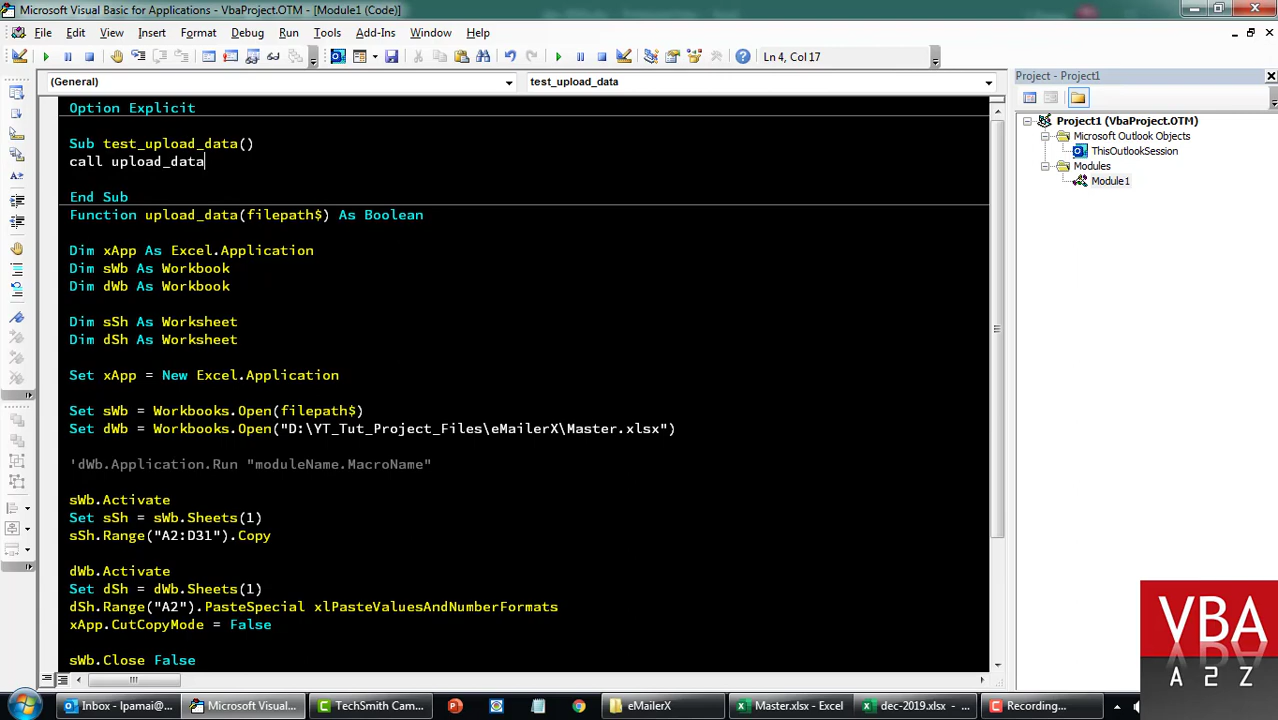 Microsoft Visual Basic for Applications - VbaProject.OTM - [Module1 (Code)]
File Edit View Insert Format Debug Run Tools Add-Ins Window Help
Ln 4, Col 17
(General) test_upload_data
Project - Project1
Project1 (VbaProject.OTM)
Microsoft Outlook Objects
ThisOutlookSession
Modules
Module1
Option Explicit
Sub test_upload_data()
call upload_data
End Sub
Function upload_data(filepath$) As Boolean
Dim xApp As Excel.Application
Dim sWb As Workbook
Dim dWb As Workbook
Dim sSh As Worksheet
Dim dSh As Worksheet
Set xApp = New Excel.Application
Set sWb = Workbooks.Open(filepath$)
Set dWb = Workbooks.Open("D:\YT_Tut_Project_Files\eMailerX\Master.xlsx")
'dWb.Application.Run "moduleName.MacroName"
sWb.Activate
Set sSh = sWb.Sheets(1)
sSh.Range("A2:D31").Copy
dWb.Activate
Set dSh = dWb.Sheets(1)
dSh.Range("A2").PasteSpecial xlPasteValuesAndNumberFormats
xApp.CutCopyMode = False
sWb.Close False
VBA
A 2 Z
Inbox - lpamai@... Microsoft Visual... TechSmith Cam... eMailerX Master.xlsx - Excel dec-2019.xlsx - ... Recording...